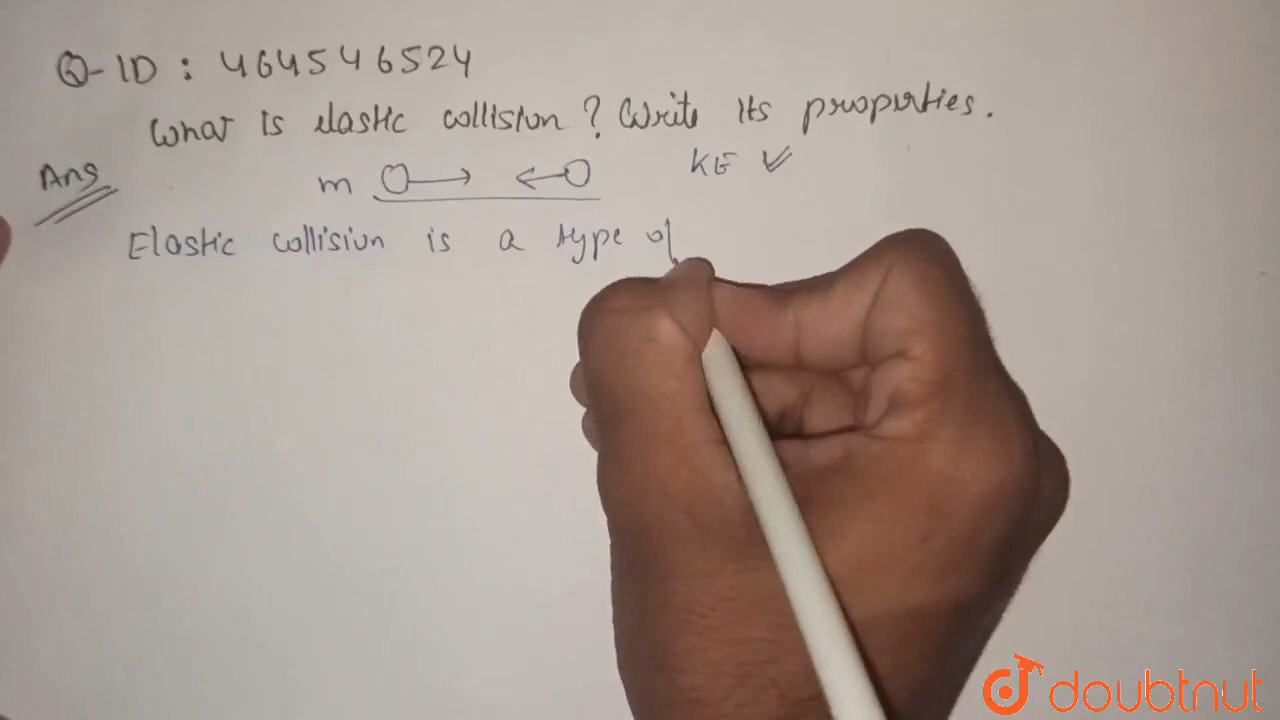 Q-ID : 464546524
What is elastic collision ? Write its properties.
Ans
m KE
Elastic collision is a type of
doubtnut